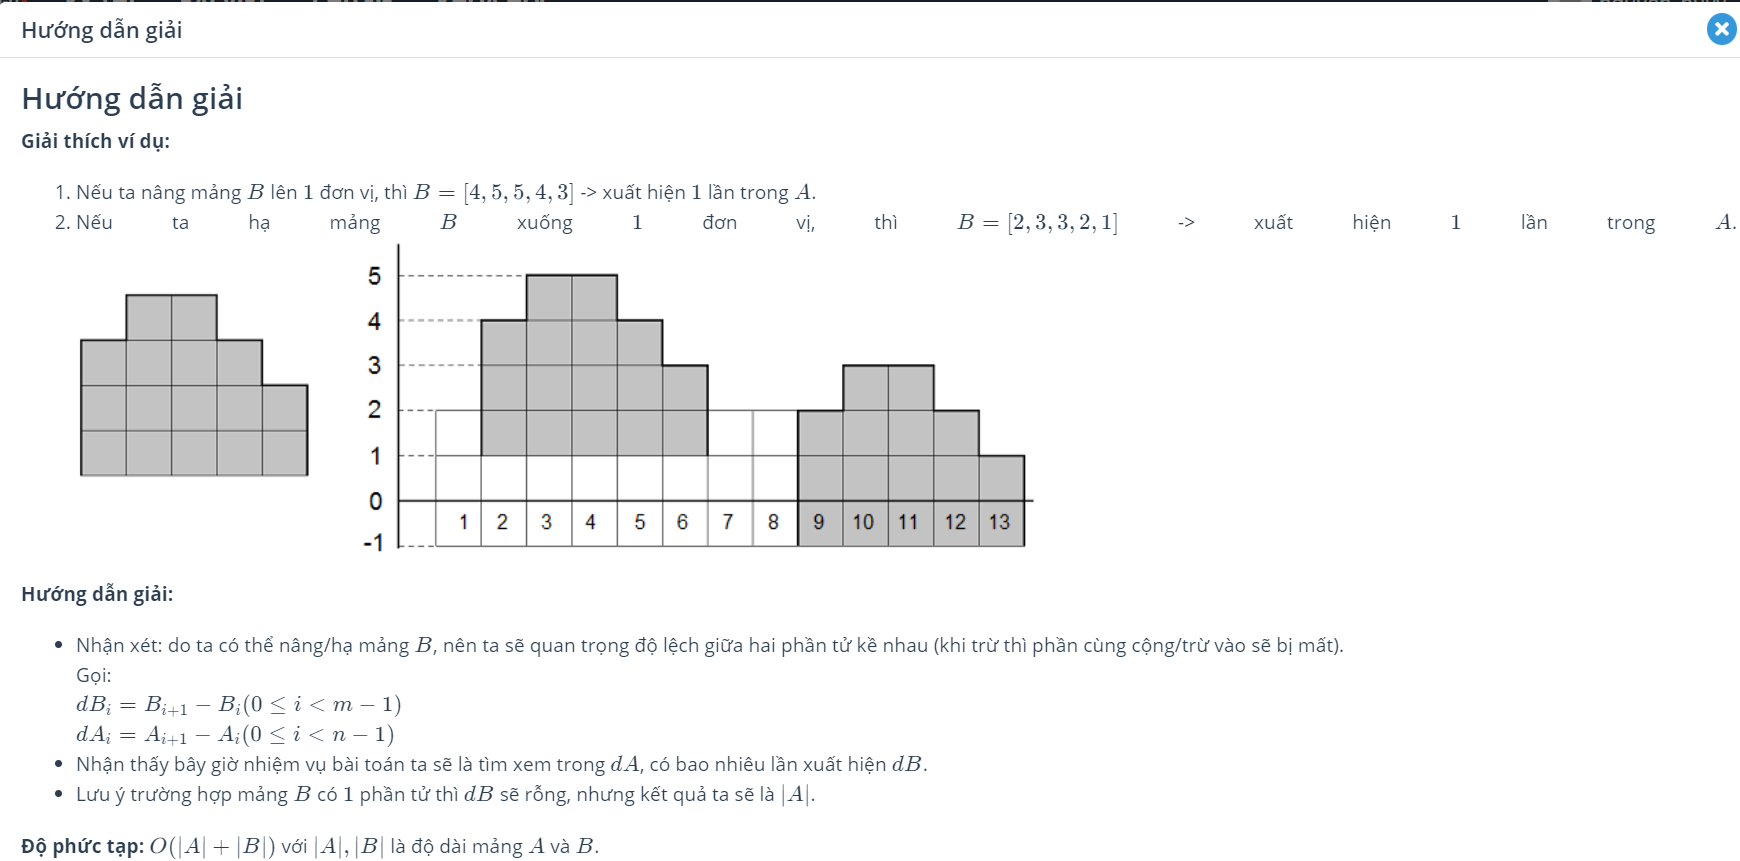 Hướng dẫn giải
Hướng dẫn giải
Giải thích ví dụ:
1. Nếu ta nâng mảng B lên 1 đơn vị, thì B = [4, 5, 5, 4, 3] -> xuất hiện 1 lần trong A.
2. Nếu ta hạ mảng B xuống 1 đơn vị, thì B = [2, 3, 3, 2, 1] -> xuất hiện 1 lần trong A.
5
4
3
2
1
0
1 2 3 4 5 6 7 8 9 10 11 12 13
-1
Hướng dẫn giải:
• Nhận xét: do ta có thể nâng/hạ mảng B, nên ta sẽ quan trọng độ lệch giữa hai phần tử kề nhau (khi trừ thì phần cùng cộng/trừ vào sẽ bị mất).
Gọi:
dB_i = B_{i+1} − B_i(0 ≤ i < m − 1)
dA_i = A_{i+1} − A_i(0 ≤ i < n − 1)
• Nhận thấy bây giờ nhiệm vụ bài toán ta sẽ là tìm xem trong dA, có bao nhiêu lần xuất hiện dB.
• Lưu ý trường hợp mảng B có 1 phần tử thì dB sẽ rỗng, nhưng kết quả ta sẽ là |A|.
Độ phức tạp: O(|A| + |B|) với |A|, |B| là độ dài mảng A và B.